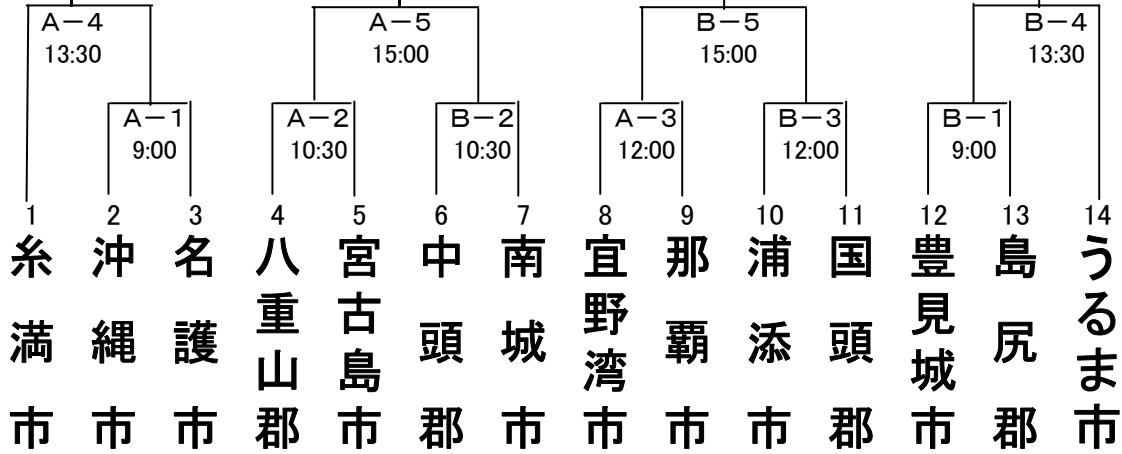 A-4 A-5 B-5 B-4
13:30 15:00 15:00 13:30
A-1 A-2 B-2 A-3 B-3 B-1
9:00 10:30 10:30 12:00 12:00 9:00
1 2 3 4 5 6 7 8 9 10 11 12 13 14
糸満市
沖縄市
名護市
八重山郡
宮古島市
中頭郡
南城市
宜野湾市
那覇市
浦添市
国頭郡
豊見城市
島尻郡
うるま市